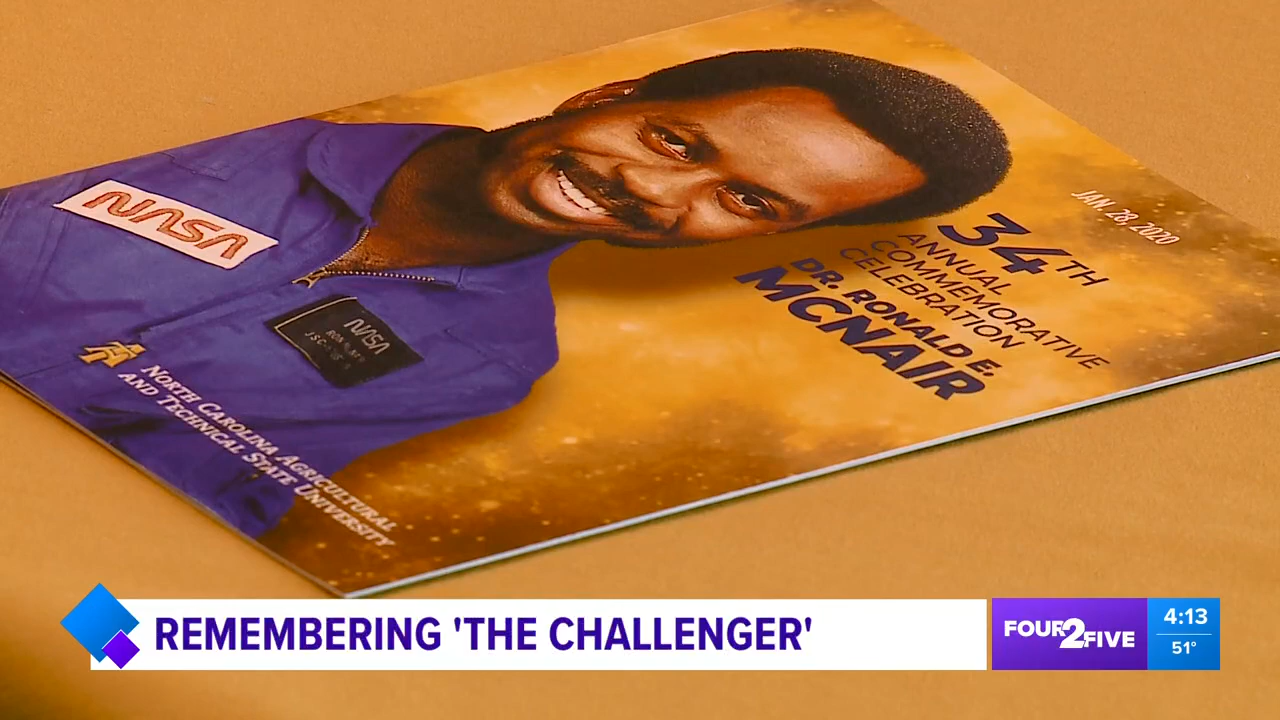 JAN. 28, 2020
34TH
ANNUAL
COMMEMORATIVE
CELEBRATION
DR. RONALD E.
MCNAIR
NASA
NASA
NORTH CAROLINA AGRICULTURAL
AND TECHNICAL STATE UNIVERSITY
REMEMBERING 'THE CHALLENGER'
FOUR2FIVE
4:13
51°